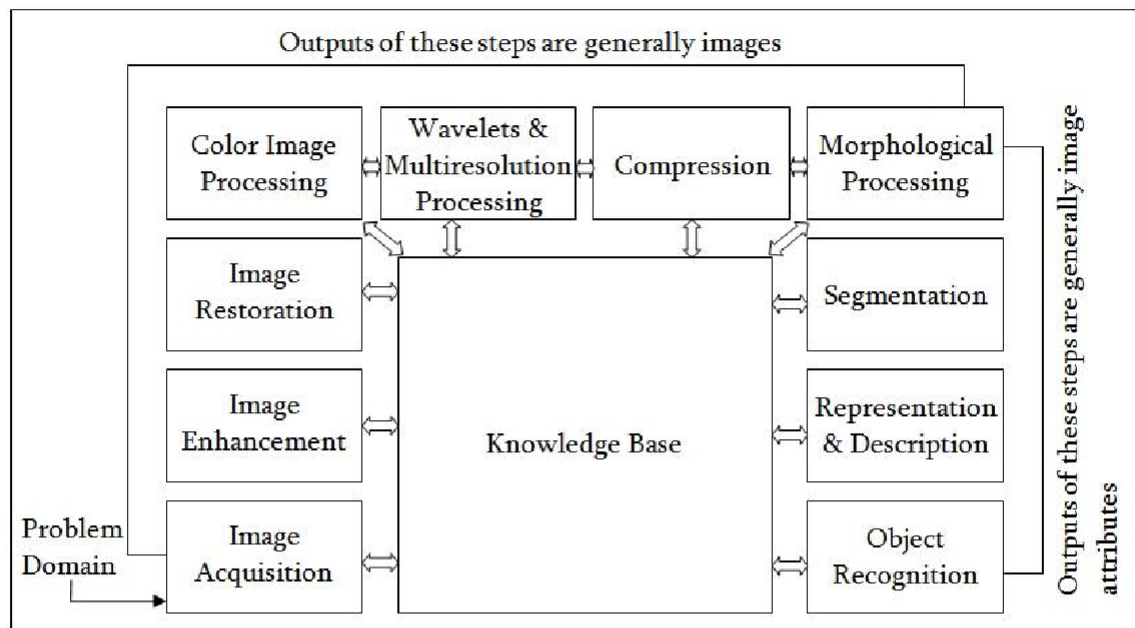 Outputs of these steps are generally images
Color Image
Processing
Wavelets &
Multiresolution
Processing
Compression
Morphological
Processing
Image
Restoration
Segmentation
Image
Enhancement
Knowledge Base
Representation
& Description
Problem
Domain
Image
Acquisition
Object
Recognition
Outputs of these steps are generally image
attributes